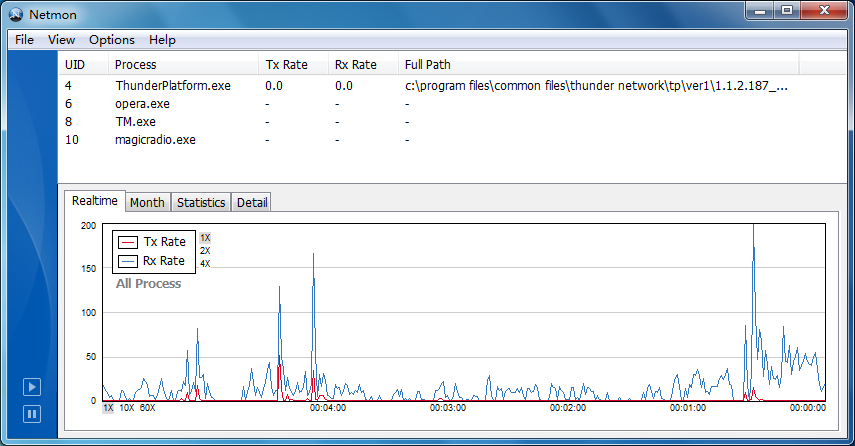 Netmon
File View Options Help
UID Process Tx Rate Rx Rate Full Path
4 ThunderPlatform.exe 0.0 0.0 c:\program files\common files\thunder network\tp\ver1\1.1.2.187_...
6 opera.exe - - -
8 TM.exe - - -
10 magicradio.exe - - -
Realtime Month Statistics Detail
200
Tx Rate 1X
2X
Rx Rate 4X
150
All Process
100
50
0
1X 10X 60X 00:04:00 00:03:00 00:02:00 00:01:00 00:00:00